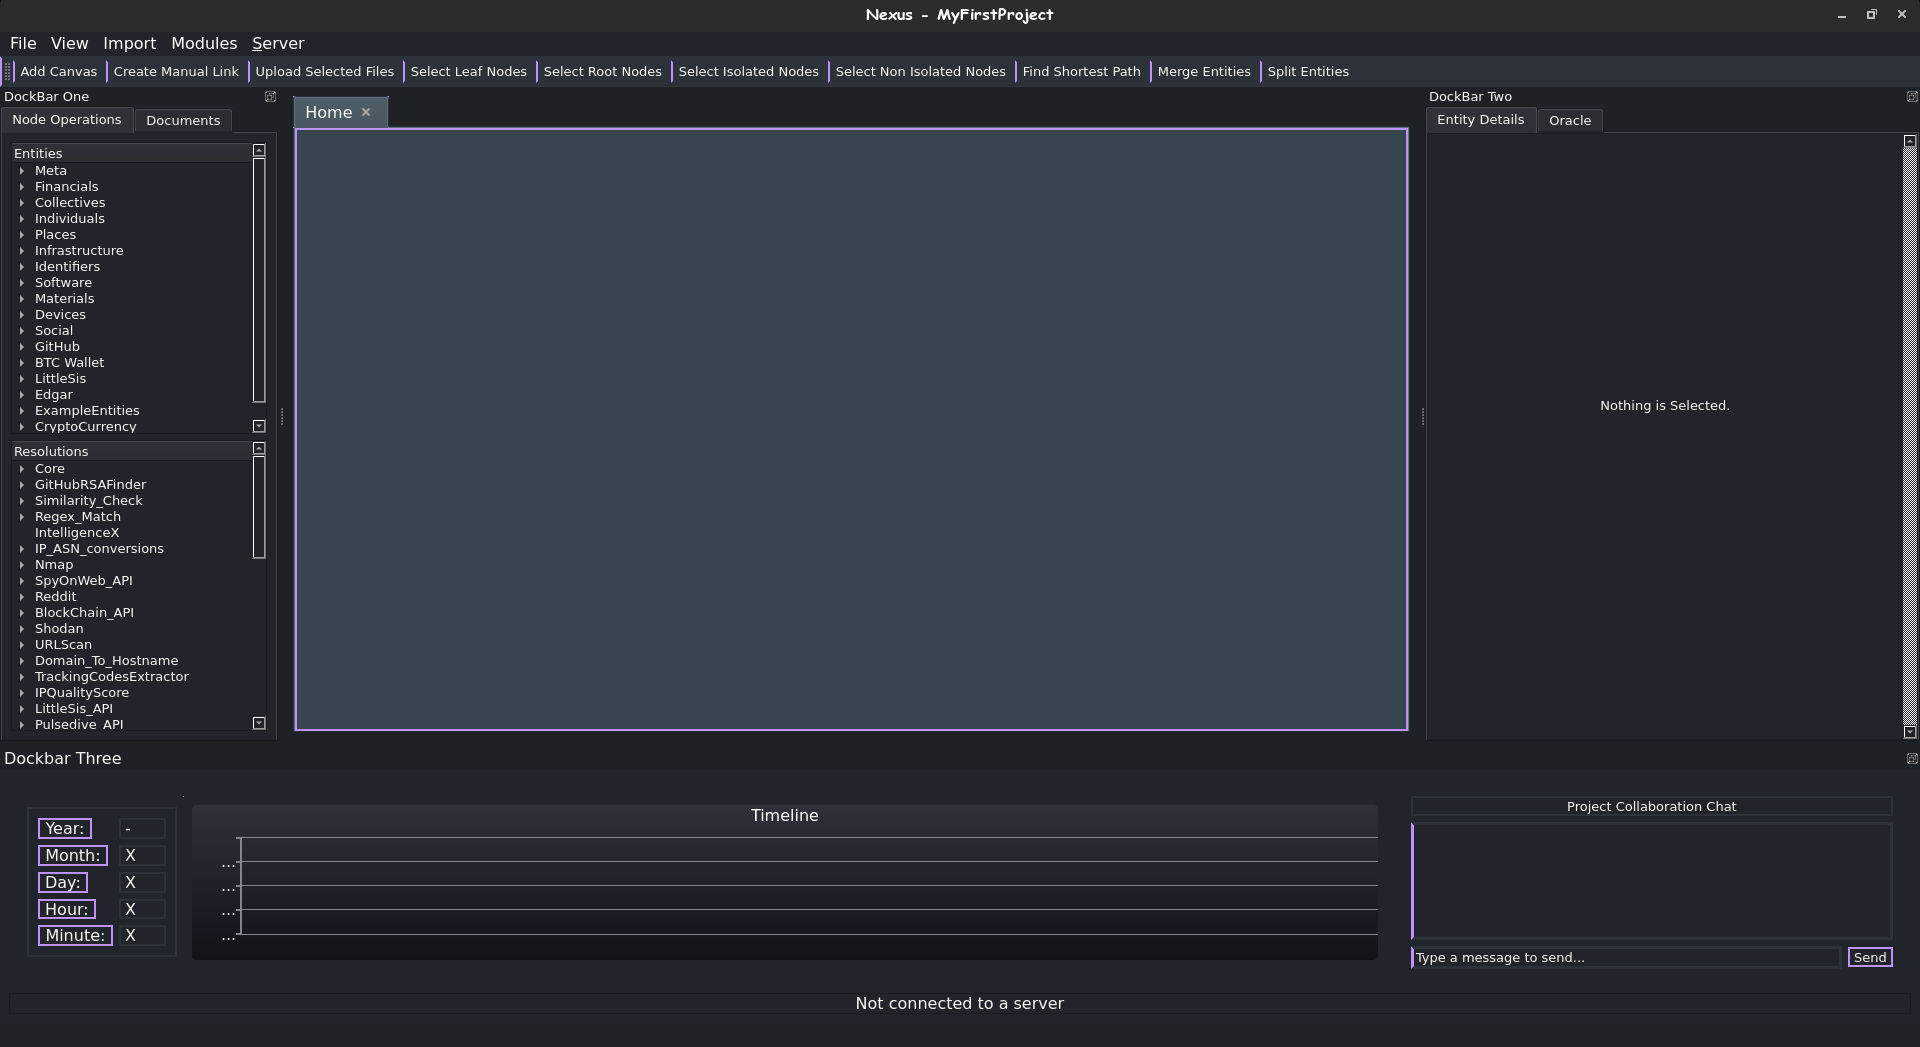 Nexus - MyFirstProject
File View Import Modules Server
Add Canvas Create Manual Link Upload Selected Files Select Leaf Nodes Select Root Nodes Select Isolated Nodes Select Non Isolated Nodes Find Shortest Path Merge Entities Split Entities
DockBar One
Node Operations Documents
Entities
Meta
Financials
Collectives
Individuals
Places
Infrastructure
Identifiers
Software
Materials
Devices
Social
GitHub
BTC Wallet
LittleSis
Edgar
ExampleEntities
CryptoCurrency
Resolutions
Core
GitHubRSAFinder
Similarity_Check
Regex_Match
IntelligenceX
IP_ASN_conversions
Nmap
SpyOnWeb_API
Reddit
BlockChain_API
Shodan
URLScan
Domain_To_Hostname
TrackingCodesExtractor
IPQualityScore
LittleSis_API
Pulsedive_API
Home
DockBar Two
Entity Details Oracle
Nothing is Selected.
Dockbar Three
Year: -
Month: X
Day: X
Hour: X
Minute: X
Timeline
...
...
...
...
Project Collaboration Chat
Type a message to send...
Send
Not connected to a server